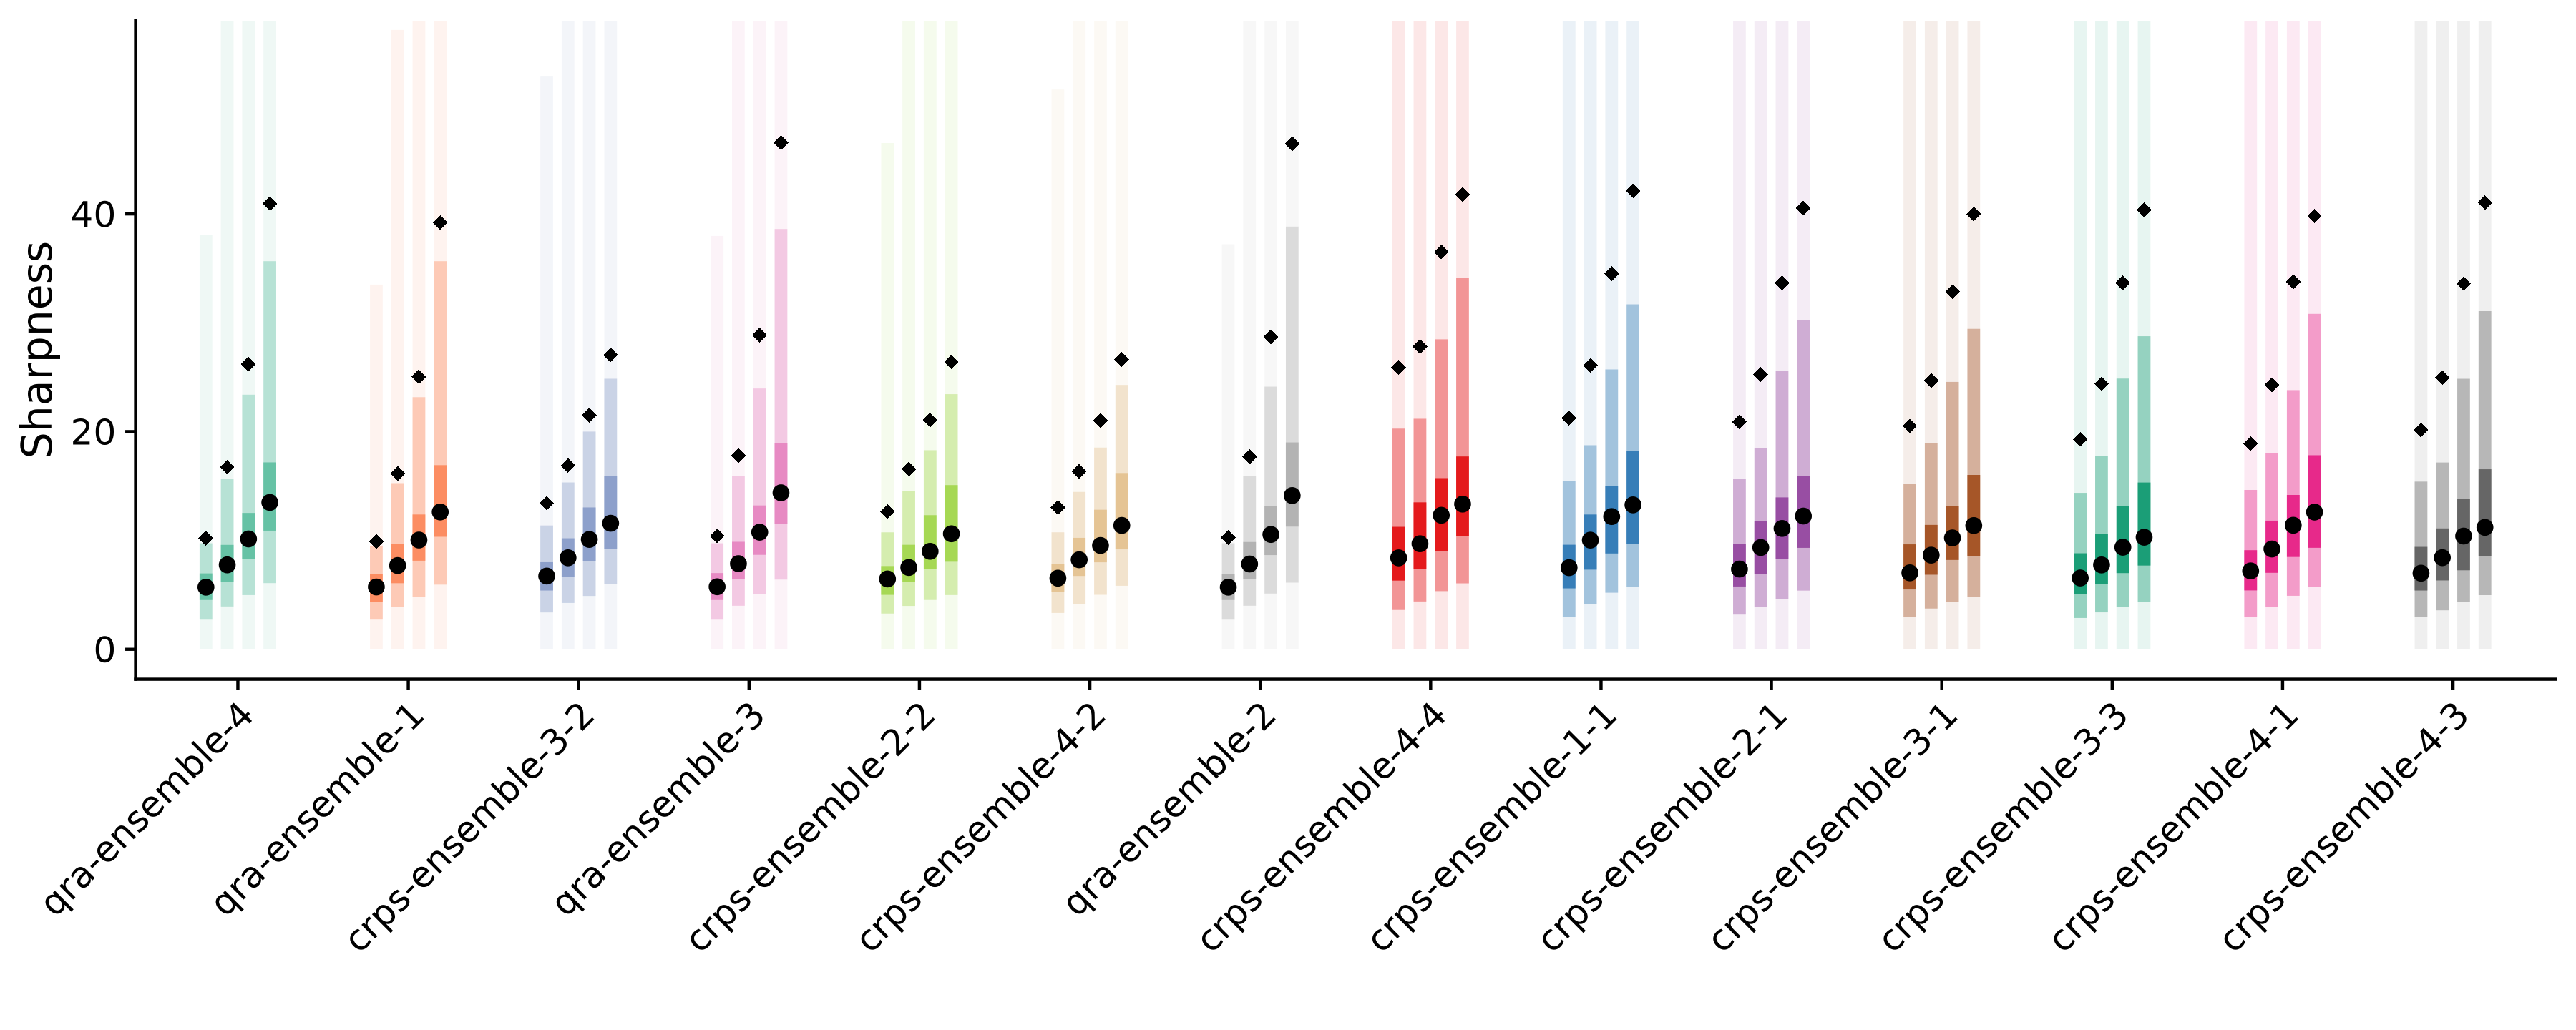 Sharpness
40
20
0
qra-ensemble-4
qra-ensemble-1
crps-ensemble-3-2
qra-ensemble-3
crps-ensemble-2-2
crps-ensemble-4-2
qra-ensemble-2
crps-ensemble-4-4
crps-ensemble-1-1
crps-ensemble-2-1
crps-ensemble-3-1
crps-ensemble-3-3
crps-ensemble-4-1
crps-ensemble-4-3